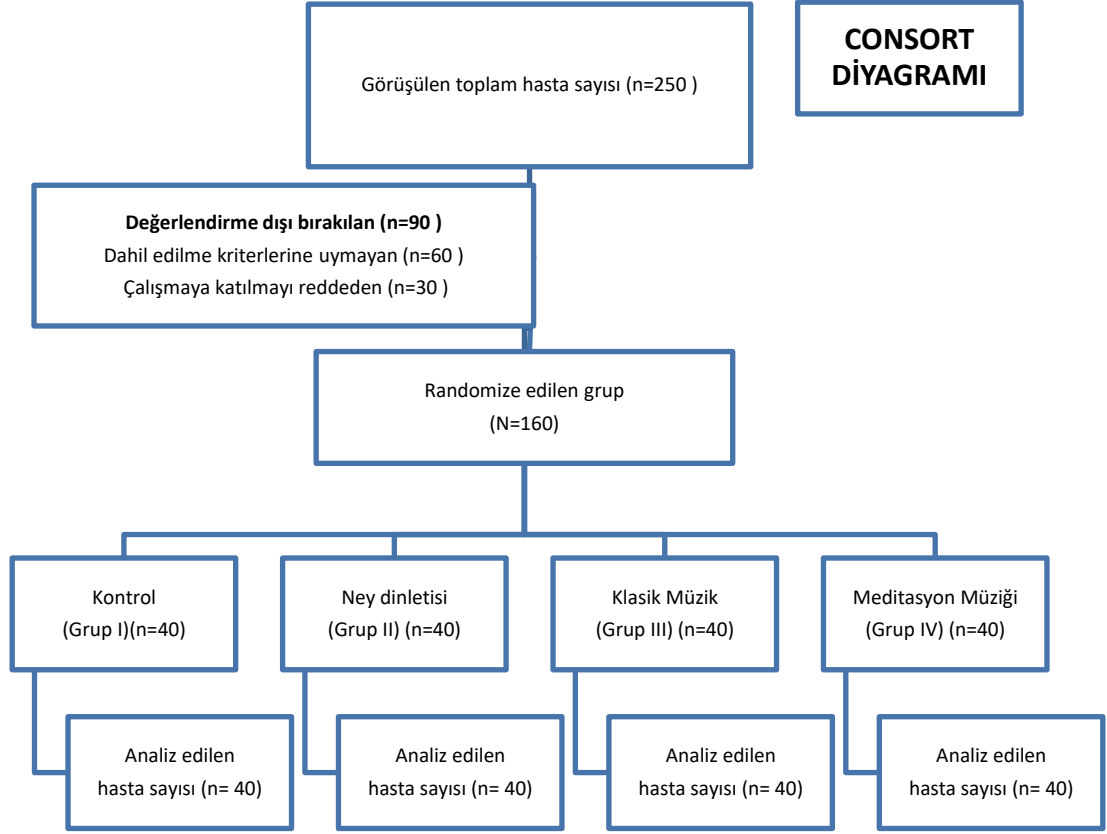 CONSORT
DİYAGRAMI
Görüşülen toplam hasta sayısı (n=250 )
Değerlendirme dışı bırakılan (n=90 )
Dahil edilme kriterlerine uymayan (n=60 )
Çalışmaya katılmayı reddeden (n=30 )
Randomize edilen grup
(N=160)
Kontrol
(Grup I)(n=40)
Ney dinletisi
(Grup II) (n=40)
Klasik Müzik
(Grup III) (n=40)
Meditasyon Müziği
(Grup IV) (n=40)
Analiz edilen
hasta sayısı (n= 40)
Analiz edilen
hasta sayısı (n= 40)
Analiz edilen
hasta sayısı (n= 40)
Analiz edilen
hasta sayısı (n= 40)